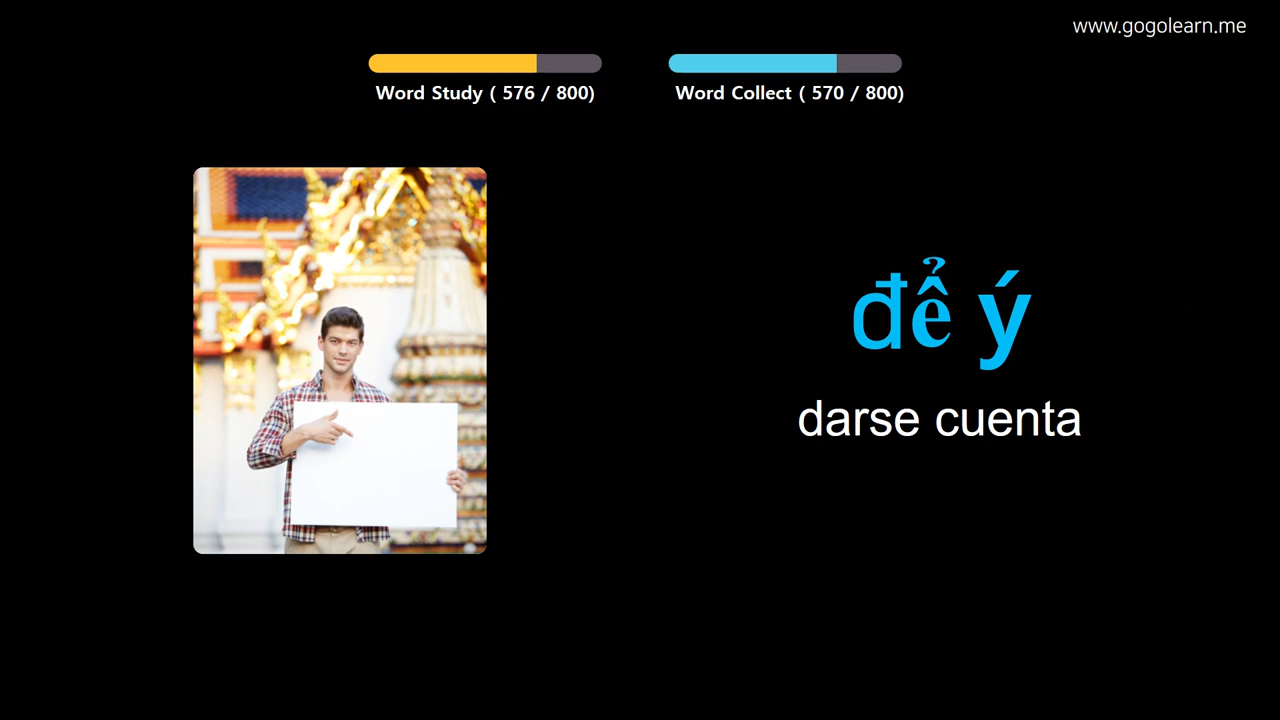 www.gogolearn.me
Word Study ( 576 / 800)
Word Collect ( 570 / 800)
để ý
darse cuenta